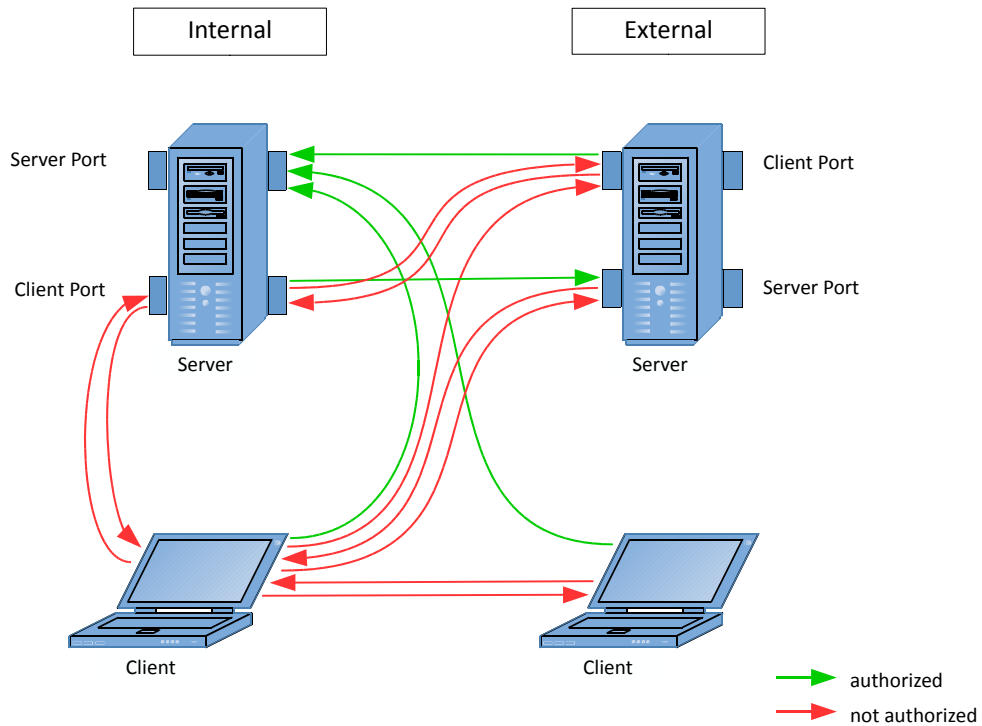 Internal
External
Server Port
Client Port
Client Port
Server Port
Server
Server
Client
Client
authorized
not authorized